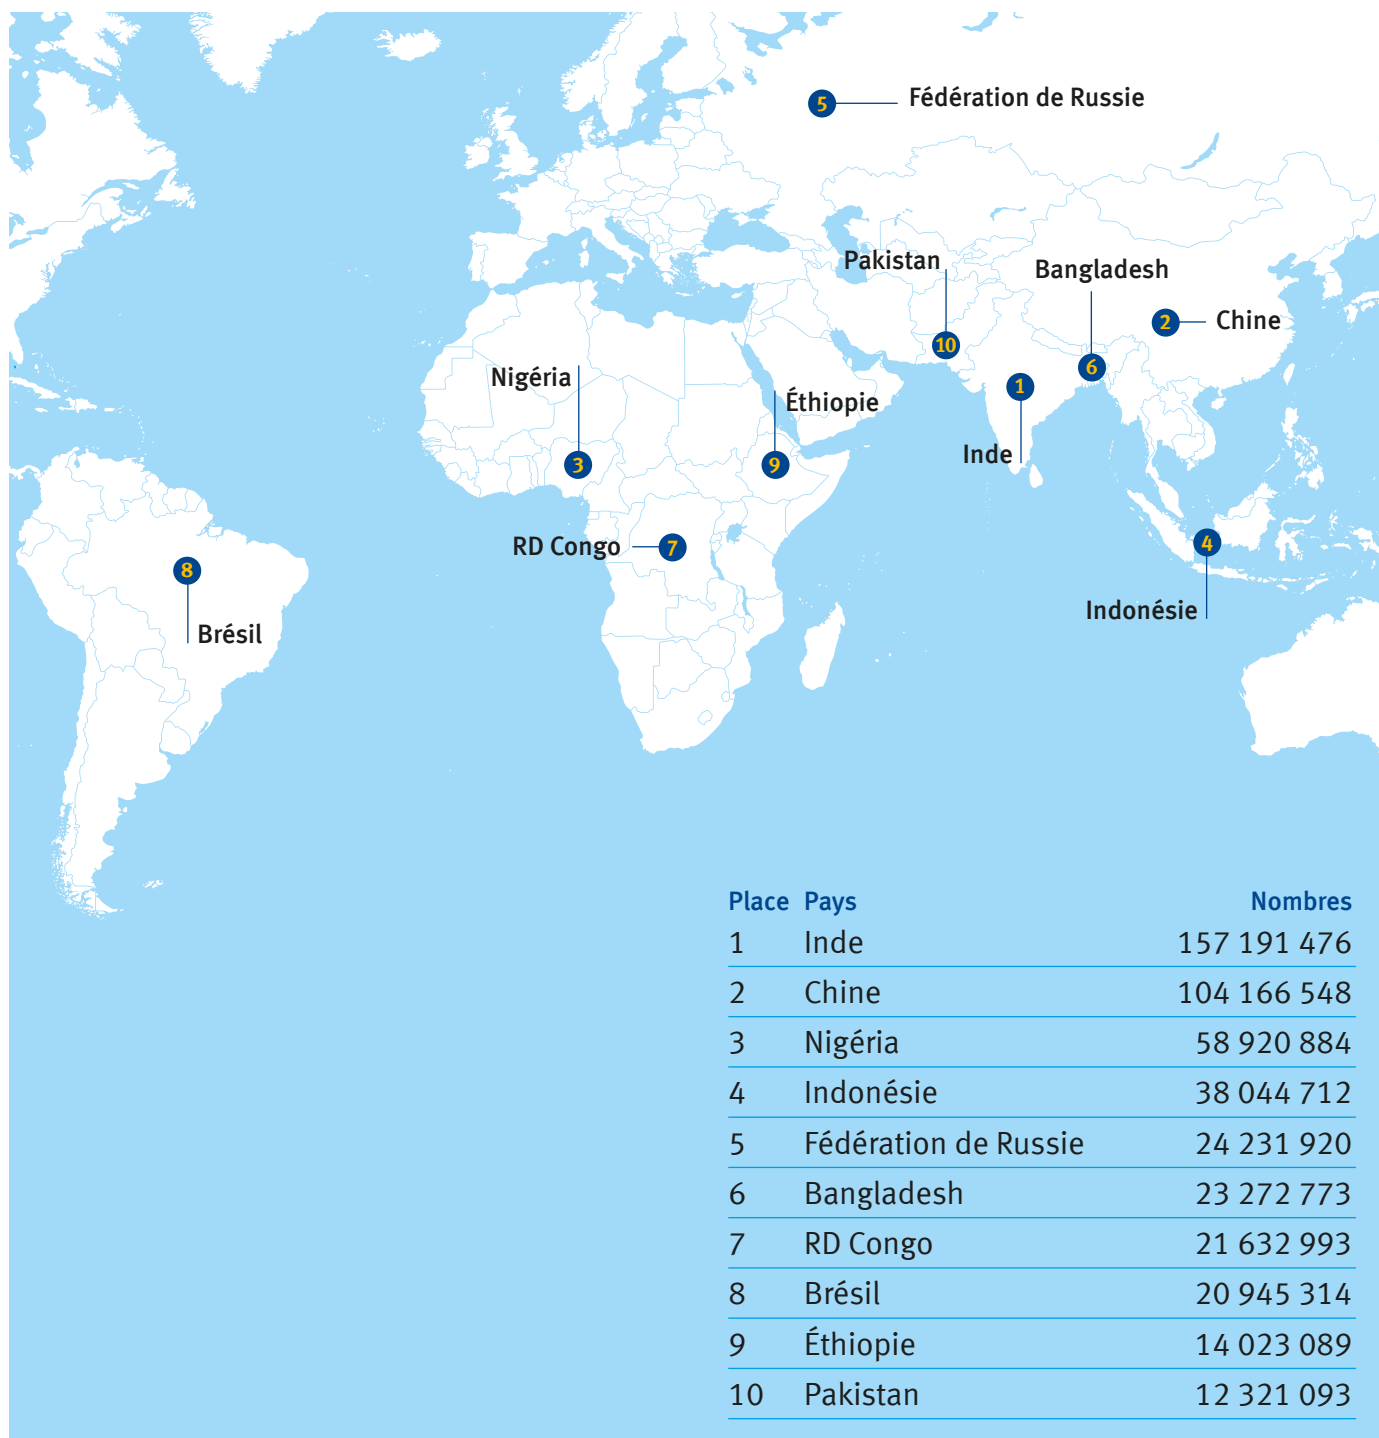 5 Fédération de Russie
Pakistan
Bangladesh
2 Chine
10
6
1
Nigéria
Éthiopie
Inde
3
9
RD Congo 7
4
8
Indonésie
Brésil
Place Pays Nombres
1 Inde 157 191 476
2 Chine 104 166 548
3 Nigéria 58 920 884
4 Indonésie 38 044 712
5 Fédération de Russie 24 231 920
6 Bangladesh 23 272 773
7 RD Congo 21 632 993
8 Brésil 20 945 314
9 Éthiopie 14 023 089
10 Pakistan 12 321 093